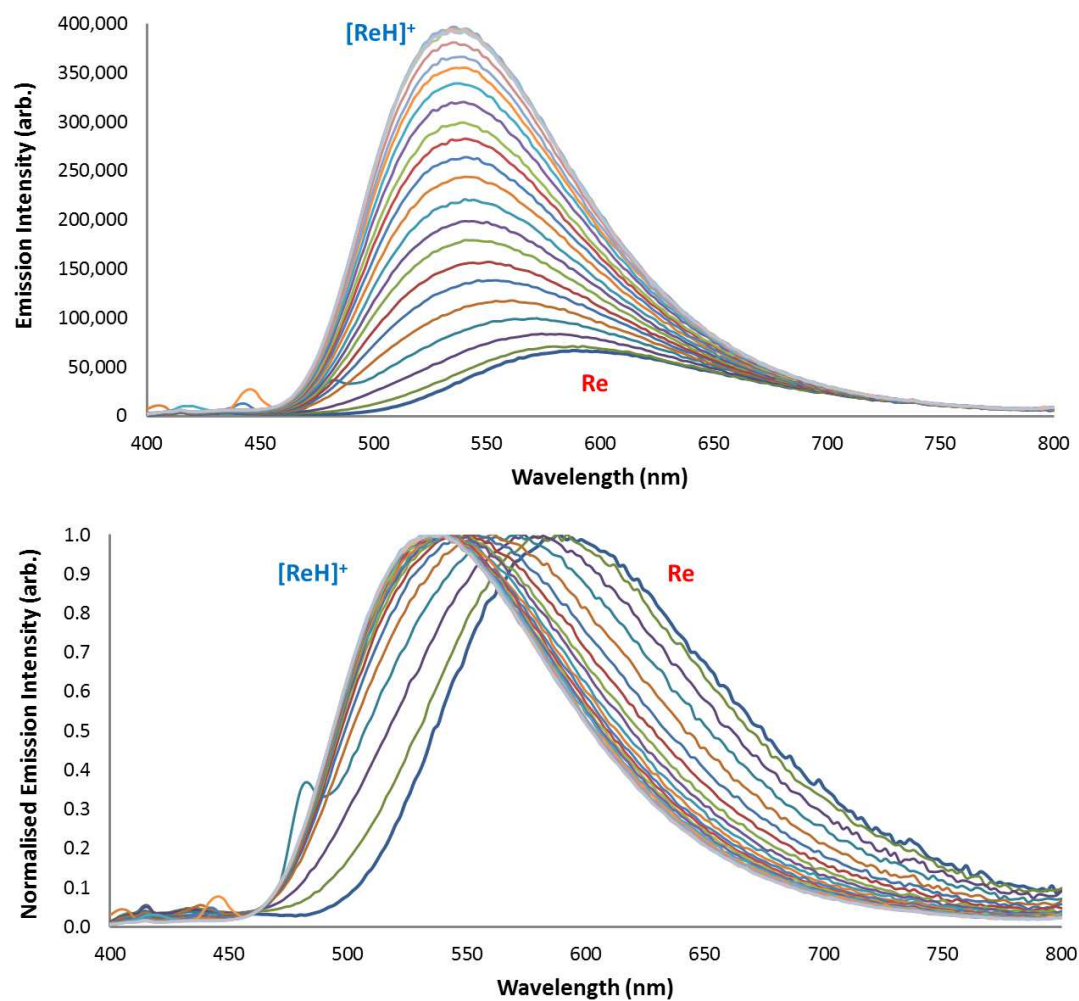 400,000
350,000
300,000
250,000
200,000
150,000
100,000
50,000
0
Emission Intensity (arb.)
[ReH]⁺
Re
400 450 500 550 600 650 700 750 800
Wavelength (nm)
1.0
0.9
0.8
0.7
0.6
0.5
0.4
0.3
0.2
0.1
0.0
Normalised Emission Intensity (arb.)
[ReH]⁺
Re
400 450 500 550 600 650 700 750 800
Wavelength (nm)